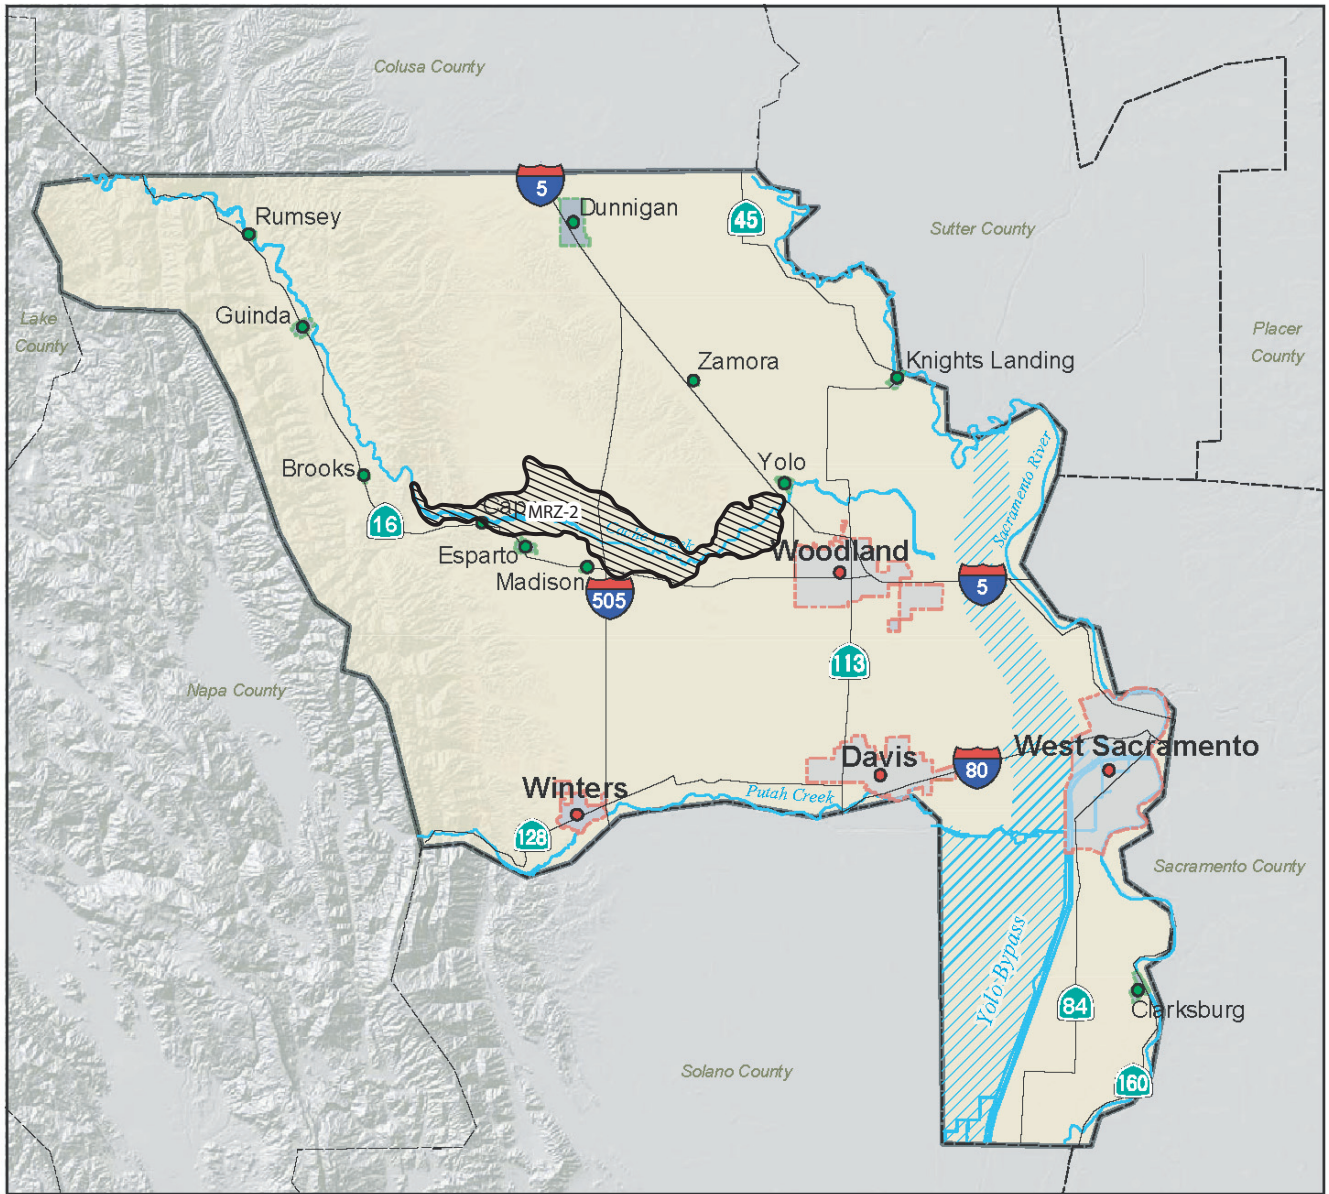 Colusa County
5
Dunnigan
45
Rumsey
Sutter County
Guinda
Lake
County
Placer
County
Zamora
Knights Landing
Brooks
Yolo
Sacramento River
16
Cap
MRZ-2
Cache Creek
Esparto
Woodland
Madison
505
5
113
Napa County
Davis
West Sacramento
80
Winters
Putah Creek
128
Sacramento County
Yolo Bypass
84
Clarksburg
Solano County
160